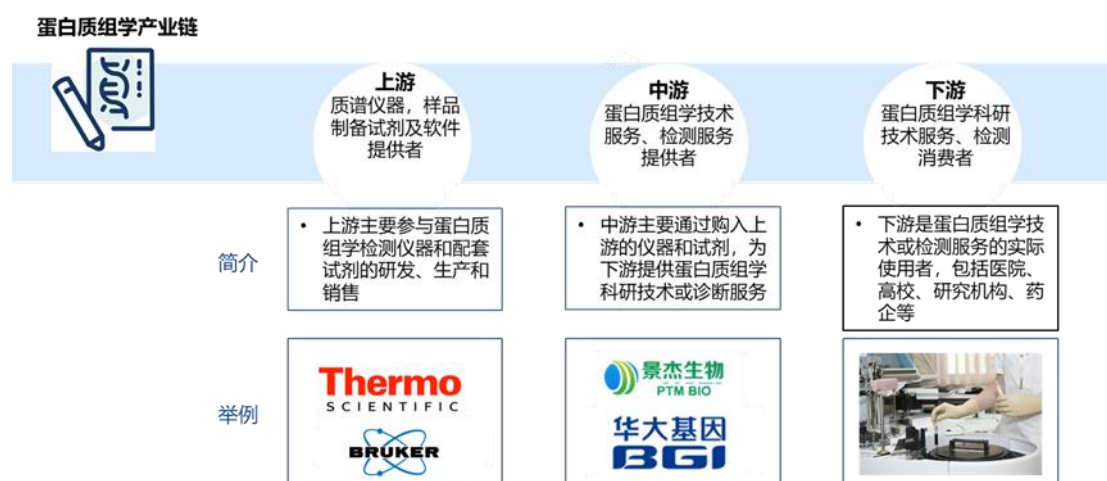 蛋白质组学产业链
上游
质谱仪器，样品
制备试剂及软件
提供者
中游
蛋白质组学技术
服务、检测服务
提供者
下游
蛋白质组学科研
技术服务、检测
消费者
简介
• 上游主要参与蛋白质
组学检测仪器和配套
试剂的研发、生产和
销售
• 中游主要通过购入上
游的仪器和试剂，为
下游提供蛋白质组学
科研技术或诊断服务
• 下游是蛋白质组学技
术或检测服务的实际
使用者，包括医院、
高校、研究机构、药
企等
举例
Thermo
SCIENTIFIC
BRUKER
景杰生物
PTM BIO
华大基因
BGI